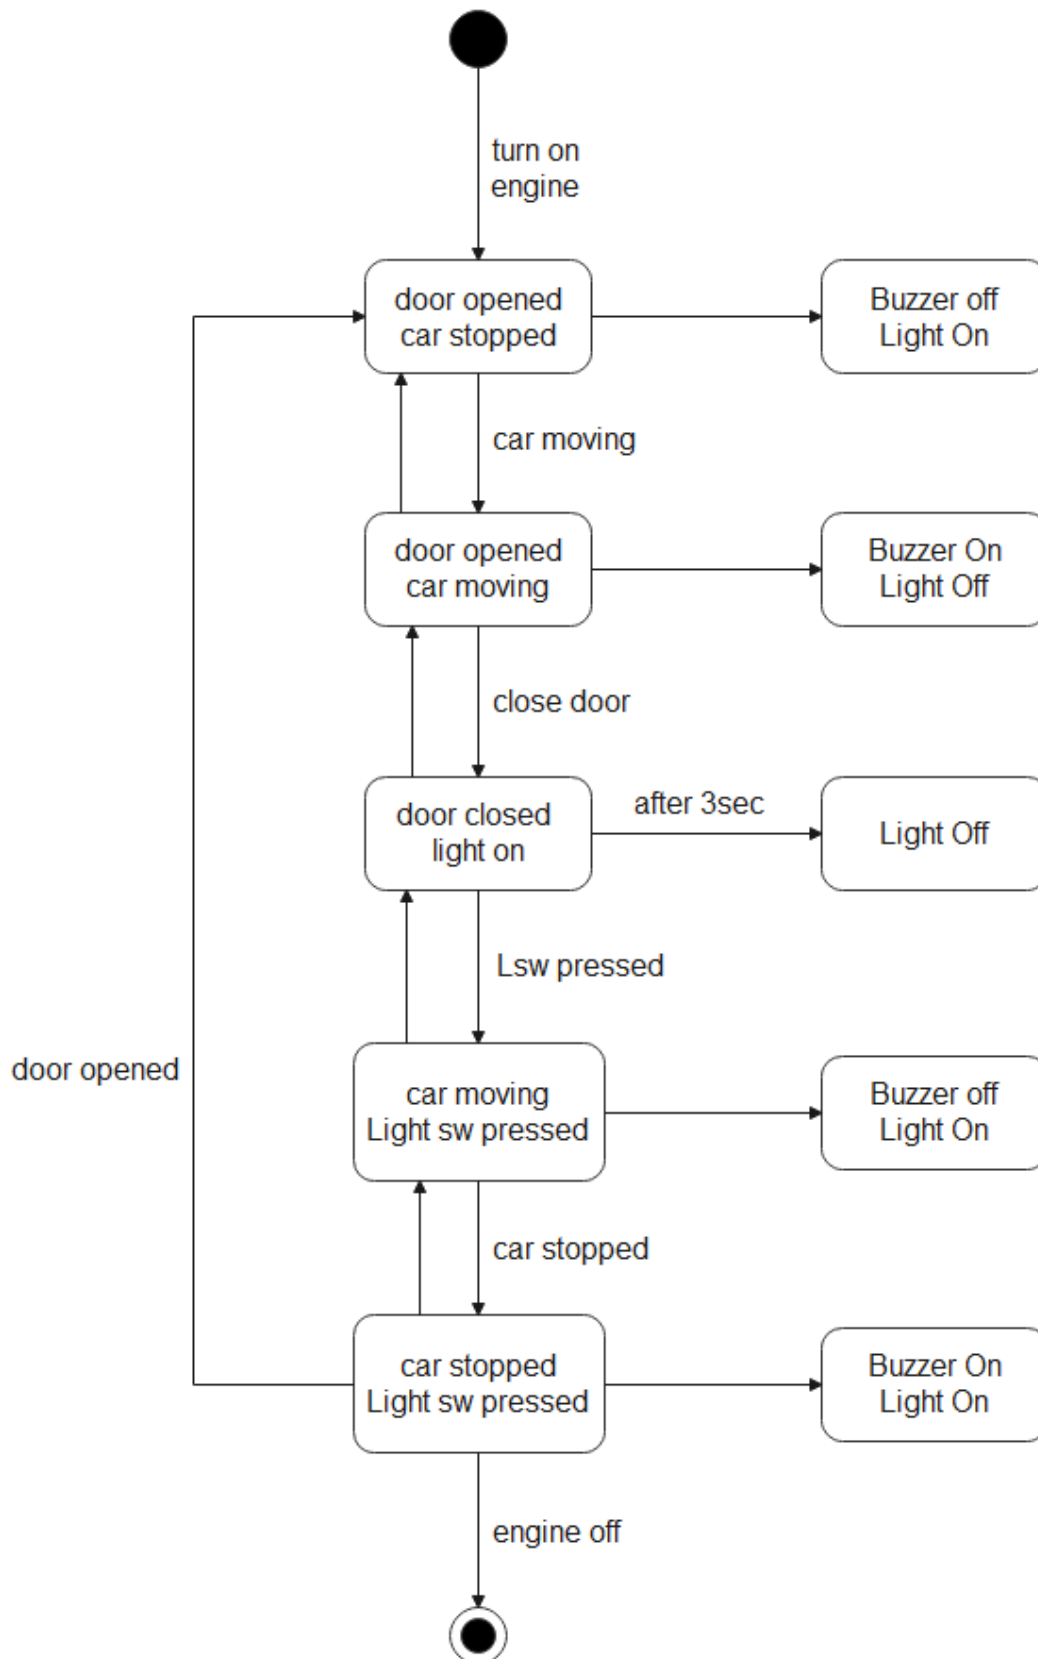 turn on
engine
door opened
car stopped
Buzzer off
Light On
car moving
door opened
car moving
Buzzer On
Light Off
close door
door closed
light on
after 3sec
Light Off
Lsw pressed
door opened
car moving
Light sw pressed
Buzzer off
Light On
car stopped
car stopped
Light sw pressed
Buzzer On
Light On
engine off